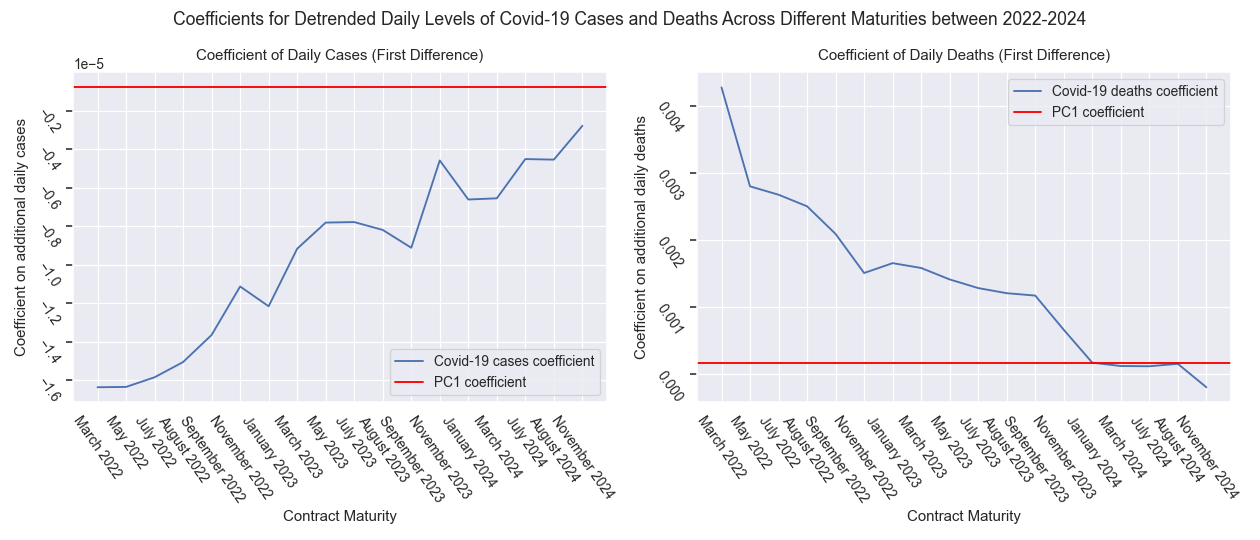 Coefficients for Detrended Daily Levels of Covid-19 Cases and Deaths Across Different Maturities between 2022-2024
Coefficient of Daily Cases (First Difference)
1e−5
Coefficient on additional daily cases
-0.2
-0.4
-0.6
-0.8
-1.0
-1.2
-1.4
-1.6
Covid-19 cases coefficient
PC1 coefficient
March 2022
May 2022
July 2022
August 2022
September 2022
November 2022
January 2023
March 2023
May 2023
July 2023
August 2023
September 2023
November 2023
January 2024
March 2024
July 2024
August 2024
November 2024
Contract Maturity
Coefficient of Daily Deaths (First Difference)
Coefficient on additional daily deaths
0.004
0.003
0.002
0.001
0.000
Covid-19 deaths coefficient
PC1 coefficient
March 2022
May 2022
July 2022
August 2022
September 2022
November 2022
January 2023
March 2023
May 2023
July 2023
August 2023
September 2023
November 2023
January 2024
March 2024
July 2024
August 2024
November 2024
Contract Maturity